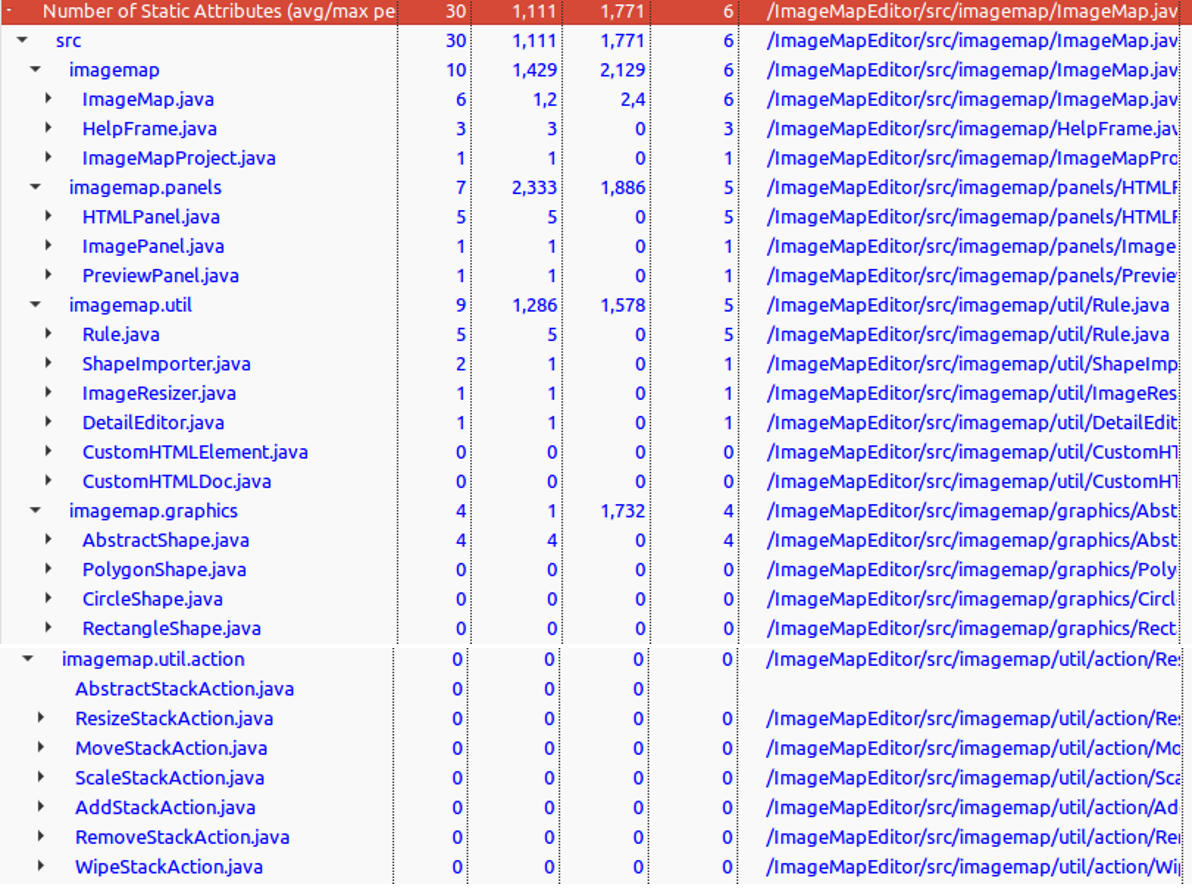 - Number of Static Attributes (avg/max pe 30 1,111 1,771 6 /ImageMapEditor/src/imagemap/ImageMap.jav
src 30 1,111 1,771 6 /ImageMapEditor/src/imagemap/ImageMap.jav
imagemap 10 1,429 2,129 6 /ImageMapEditor/src/imagemap/ImageMap.jav
ImageMap.java 6 1,2 2,4 6 /ImageMapEditor/src/imagemap/ImageMap.jav
HelpFrame.java 3 3 0 3 /ImageMapEditor/src/imagemap/HelpFrame.jav
ImageMapProject.java 1 1 0 1 /ImageMapEditor/src/imagemap/ImageMapPro
imagemap.panels 7 2,333 1,886 5 /ImageMapEditor/src/imagemap/panels/HTMLF
HTMLPanel.java 5 5 0 5 /ImageMapEditor/src/imagemap/panels/HTMLF
ImagePanel.java 1 1 0 1 /ImageMapEditor/src/imagemap/panels/Image
PreviewPanel.java 1 1 0 1 /ImageMapEditor/src/imagemap/panels/Previe
imagemap.util 9 1,286 1,578 5 /ImageMapEditor/src/imagemap/util/Rule.java
Rule.java 5 5 0 5 /ImageMapEditor/src/imagemap/util/Rule.java
ShapeImporter.java 2 1 0 1 /ImageMapEditor/src/imagemap/util/ShapeImp
ImageResizer.java 1 1 0 1 /ImageMapEditor/src/imagemap/util/ImageRes
DetailEditor.java 1 1 0 1 /ImageMapEditor/src/imagemap/util/DetailEdit
CustomHTMLElement.java 0 0 0 0 /ImageMapEditor/src/imagemap/util/CustomHT
CustomHTMLDoc.java 0 0 0 0 /ImageMapEditor/src/imagemap/util/CustomHT
imagemap.graphics 4 1 1,732 4 /ImageMapEditor/src/imagemap/graphics/Abst
AbstractShape.java 4 4 0 4 /ImageMapEditor/src/imagemap/graphics/Abst
PolygonShape.java 0 0 0 0 /ImageMapEditor/src/imagemap/graphics/Poly
CircleShape.java 0 0 0 0 /ImageMapEditor/src/imagemap/graphics/Circl
RectangleShape.java 0 0 0 0 /ImageMapEditor/src/imagemap/graphics/Rect
imagemap.util.action 0 0 0 0 /ImageMapEditor/src/imagemap/util/action/Res
AbstractStackAction.java 0 0 0
ResizeStackAction.java 0 0 0 0 /ImageMapEditor/src/imagemap/util/action/Res
MoveStackAction.java 0 0 0 0 /ImageMapEditor/src/imagemap/util/action/Mo
ScaleStackAction.java 0 0 0 0 /ImageMapEditor/src/imagemap/util/action/Sca
AddStackAction.java 0 0 0 0 /ImageMapEditor/src/imagemap/util/action/Ad
RemoveStackAction.java 0 0 0 0 /ImageMapEditor/src/imagemap/util/action/Rer
WipeStackAction.java 0 0 0 0 /ImageMapEditor/src/imagemap/util/action/Wip